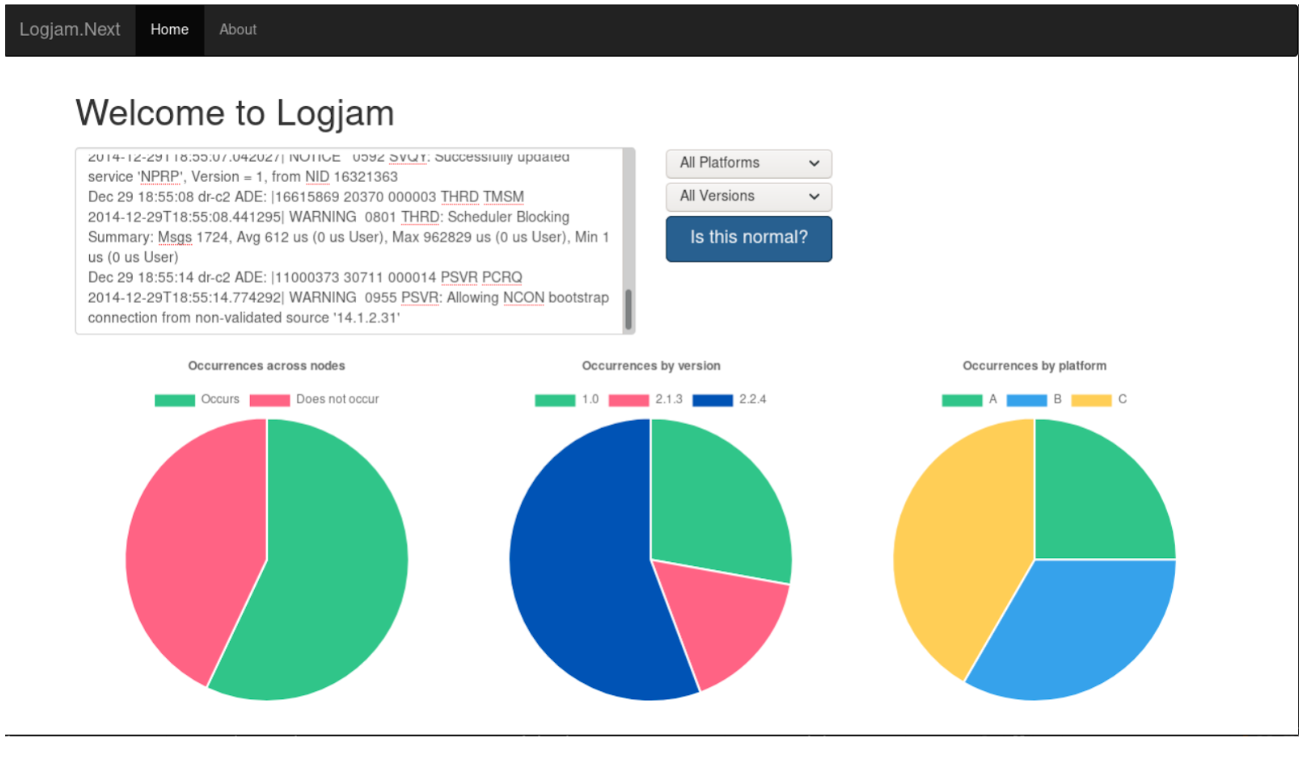 Logjam.Next Home About
Welcome to Logjam
2014-12-29T18:55:07.042027| NOTICE 0592 SVQY: Successfully updated
service 'NPRP', Version = 1, from NID 16321363
Dec 29 18:55:08 dr-c2 ADE: |16615869 20370 000003 THRD TMSM
2014-12-29T18:55:08.441295| WARNING 0801 THRD: Scheduler Blocking
Summary: Msgs 1724, Avg 612 us (0 us User), Max 962829 us (0 us User), Min 1
us (0 us User)
Dec 29 18:55:14 dr-c2 ADE: |11000373 30711 000014 PSVR PCRQ
2014-12-29T18:55:14.774292| WARNING 0955 PSVR: Allowing NCON bootstrap
connection from non-validated source '14.1.2.31'
All Platforms
All Versions
Is this normal?
Occurrences across nodes
Occurs Does not occur
Occurrences by version
1.0 2.1.3 2.2.4
Occurrences by platform
A B C